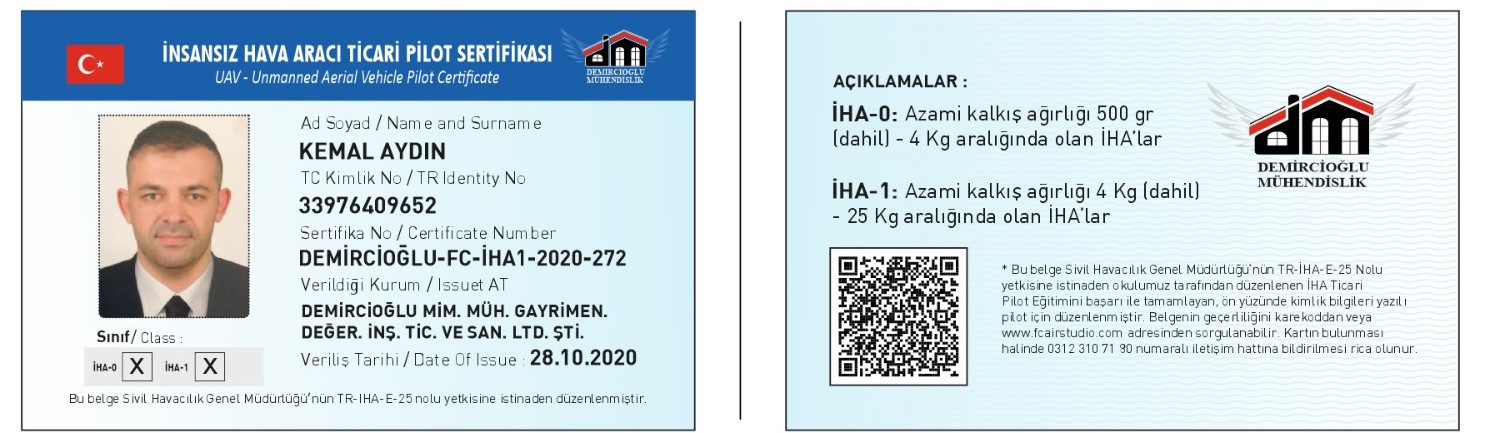 İNSANSIZ HAVA ARACI TİCARİ PİLOT SERTİFİKASI
UAV - Unmanned Aerial Vehicle Pilot Certificate
dm
DEMİRCİOĞLU
MÜHENDİSLİK
Ad Soyad / Name and Surname
KEMAL AYDIN
TC Kimlik No / TR Identity No
33976409652
Sertifika No / Certificate Number
DEMİRCİOĞLU-FC-İHA1-2020-272
Verildiği Kurum / Issuet AT
DEMİRCİOĞLU MİM. MÜH. GAYRİMEN.
DEĞER. İNŞ. TİC. VE SAN. LTD. ŞTİ.
Veriliş Tarihi / Date Of Issue : 28.10.2020
Sınıf/ Class :
İHA-0 X İHA-1 X
Bu belge Sivil Havacılık Genel Müdürlüğü'nün TR-IHA-E-25 nolu yetkisine istinaden düzenlenmiştir.
AÇIKLAMALAR :
İHA-0: Azami kalkış ağırlığı 500 gr
(dahil) - 4 Kg aralığında olan İHA'lar
İHA-1: Azami kalkış ağırlığı 4 Kg (dahil)
- 25 Kg aralığında olan İHA'lar
dm
DEMİRCİOĞLU
MÜHENDİSLİK
* Bu belge Sivil Havacılık Genel Müdürlüğü'nün TR-İHA-E-25 Nolu
yetkisine istinaden okulumuz tarafından düzenlenen İHA Ticari
Pilot Eğitimini başarı ile tamamlayan, ön yüzünde kimlik bilgileri yazılı
pilot için düzenlenmiştir. Belgenin geçerliliğini karekoddan veya
www.fcairstudio.com adresinden sorgulanabilir. Kartın bulunması
halinde 0312 310 71 90 numaralı iletişim hattına bildirilmesi rica olunur.